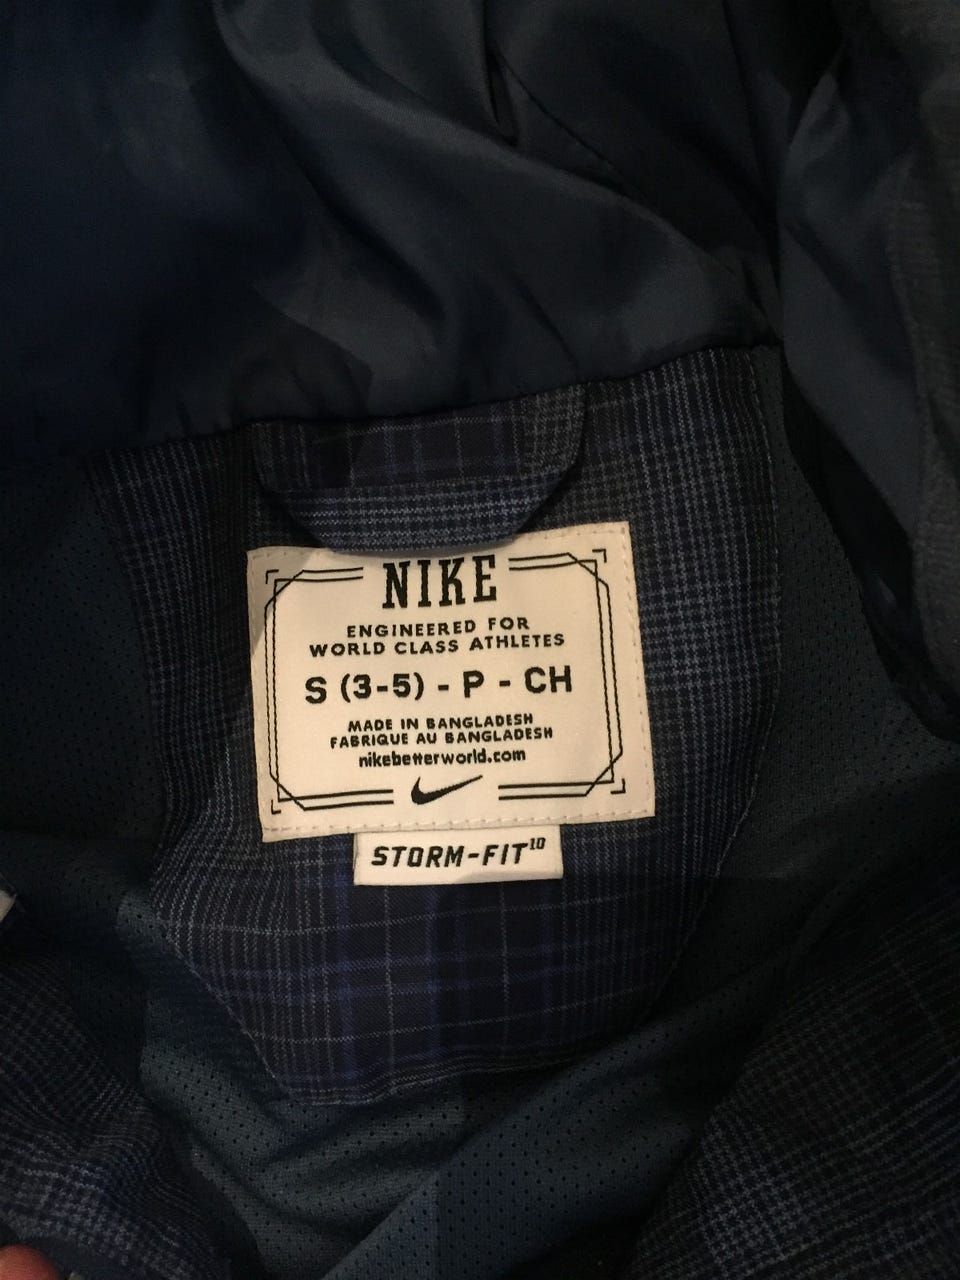 NIKE
ENGINEERED FOR
WORLD CLASS ATHLETES
S (3-5) - P - CH
MADE IN BANGLADESH
FABRIQUE AU BANGLADESH
nikebetterworld.com
STORM-FIT¹⁰